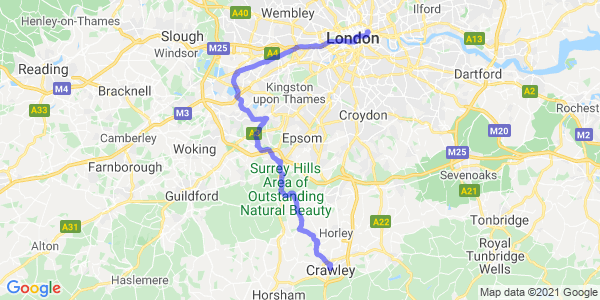 Henley-on-Thames
Wembley
Ilford
A40
Slough
London
A13
Windsor
M25
A4
Reading
M4
Kingston
upon Thames
Dartford
A2
Bracknell
A33
M3
Croydon
Rochest
Camberley
A3
Epsom
M20
Woking
M25
Farnborough
Surrey Hills
Area of
Outstanding
Natural Beauty
Sevenoaks
A21
Guildford
A22
Tonbridge
A31
Horley
Alton
Royal
Tunbridge
Wells
Crawley
Haslemere
Horsham
Google
Map data ©2021 Google